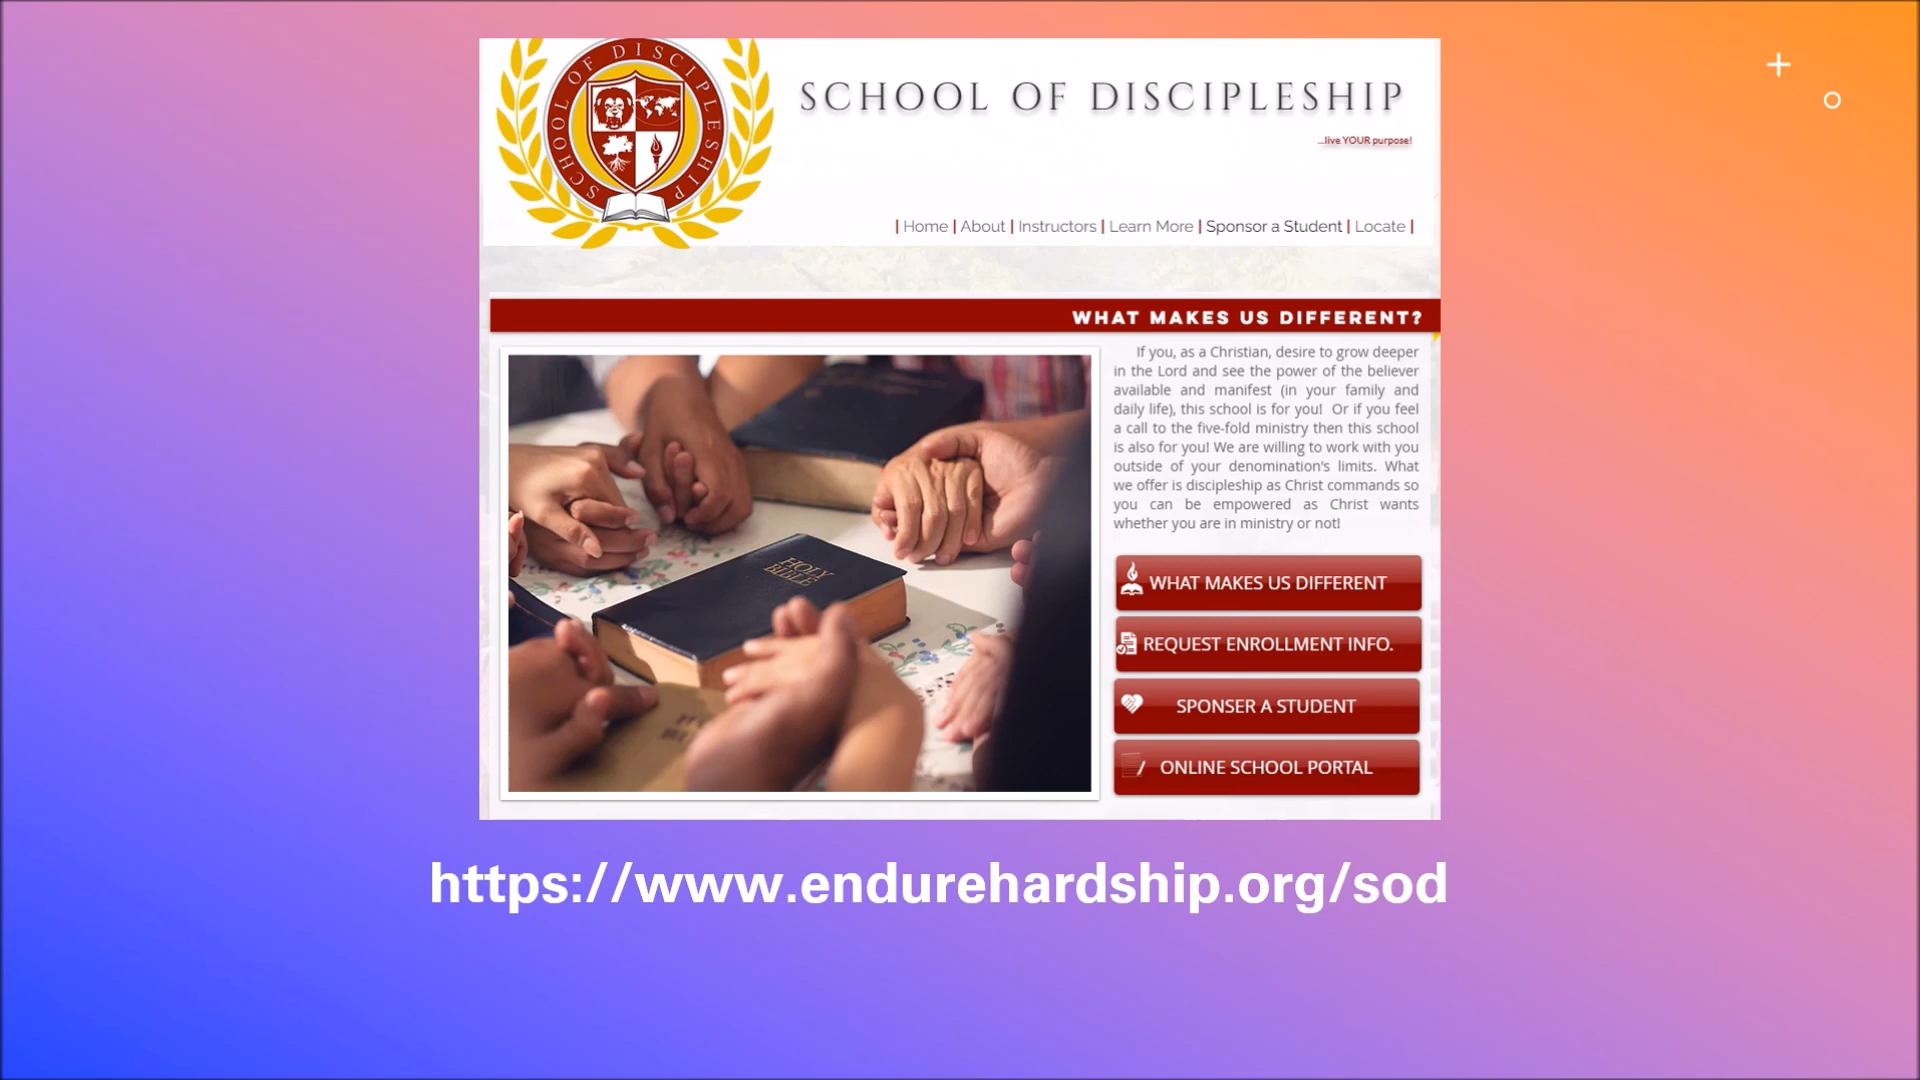 SCHOOL OF DISCIPLESHIP
SCHOOL OF DISCIPLESHIP
...live YOUR purpose!
| Home | About | Instructors | Learn More | Sponsor a Student | Locate |
WHAT MAKES US DIFFERENT?
If you, as a Christian, desire to grow deeper
in the Lord and see the power of the believer
available and manifest (in your family and
daily life), this school is for you! Or if you feel
a call to the five-fold ministry then this school
is also for you! We are willing to work with you
outside of your denomination's limits. What
we offer is discipleship as Christ commands so
you can be empowered as Christ wants
whether you are in ministry or not!
HOLY
BIBLE
WHAT MAKES US DIFFERENT
REQUEST ENROLLMENT INFO.
SPONSER A STUDENT
ONLINE SCHOOL PORTAL
https://www.endurehardship.org/sod